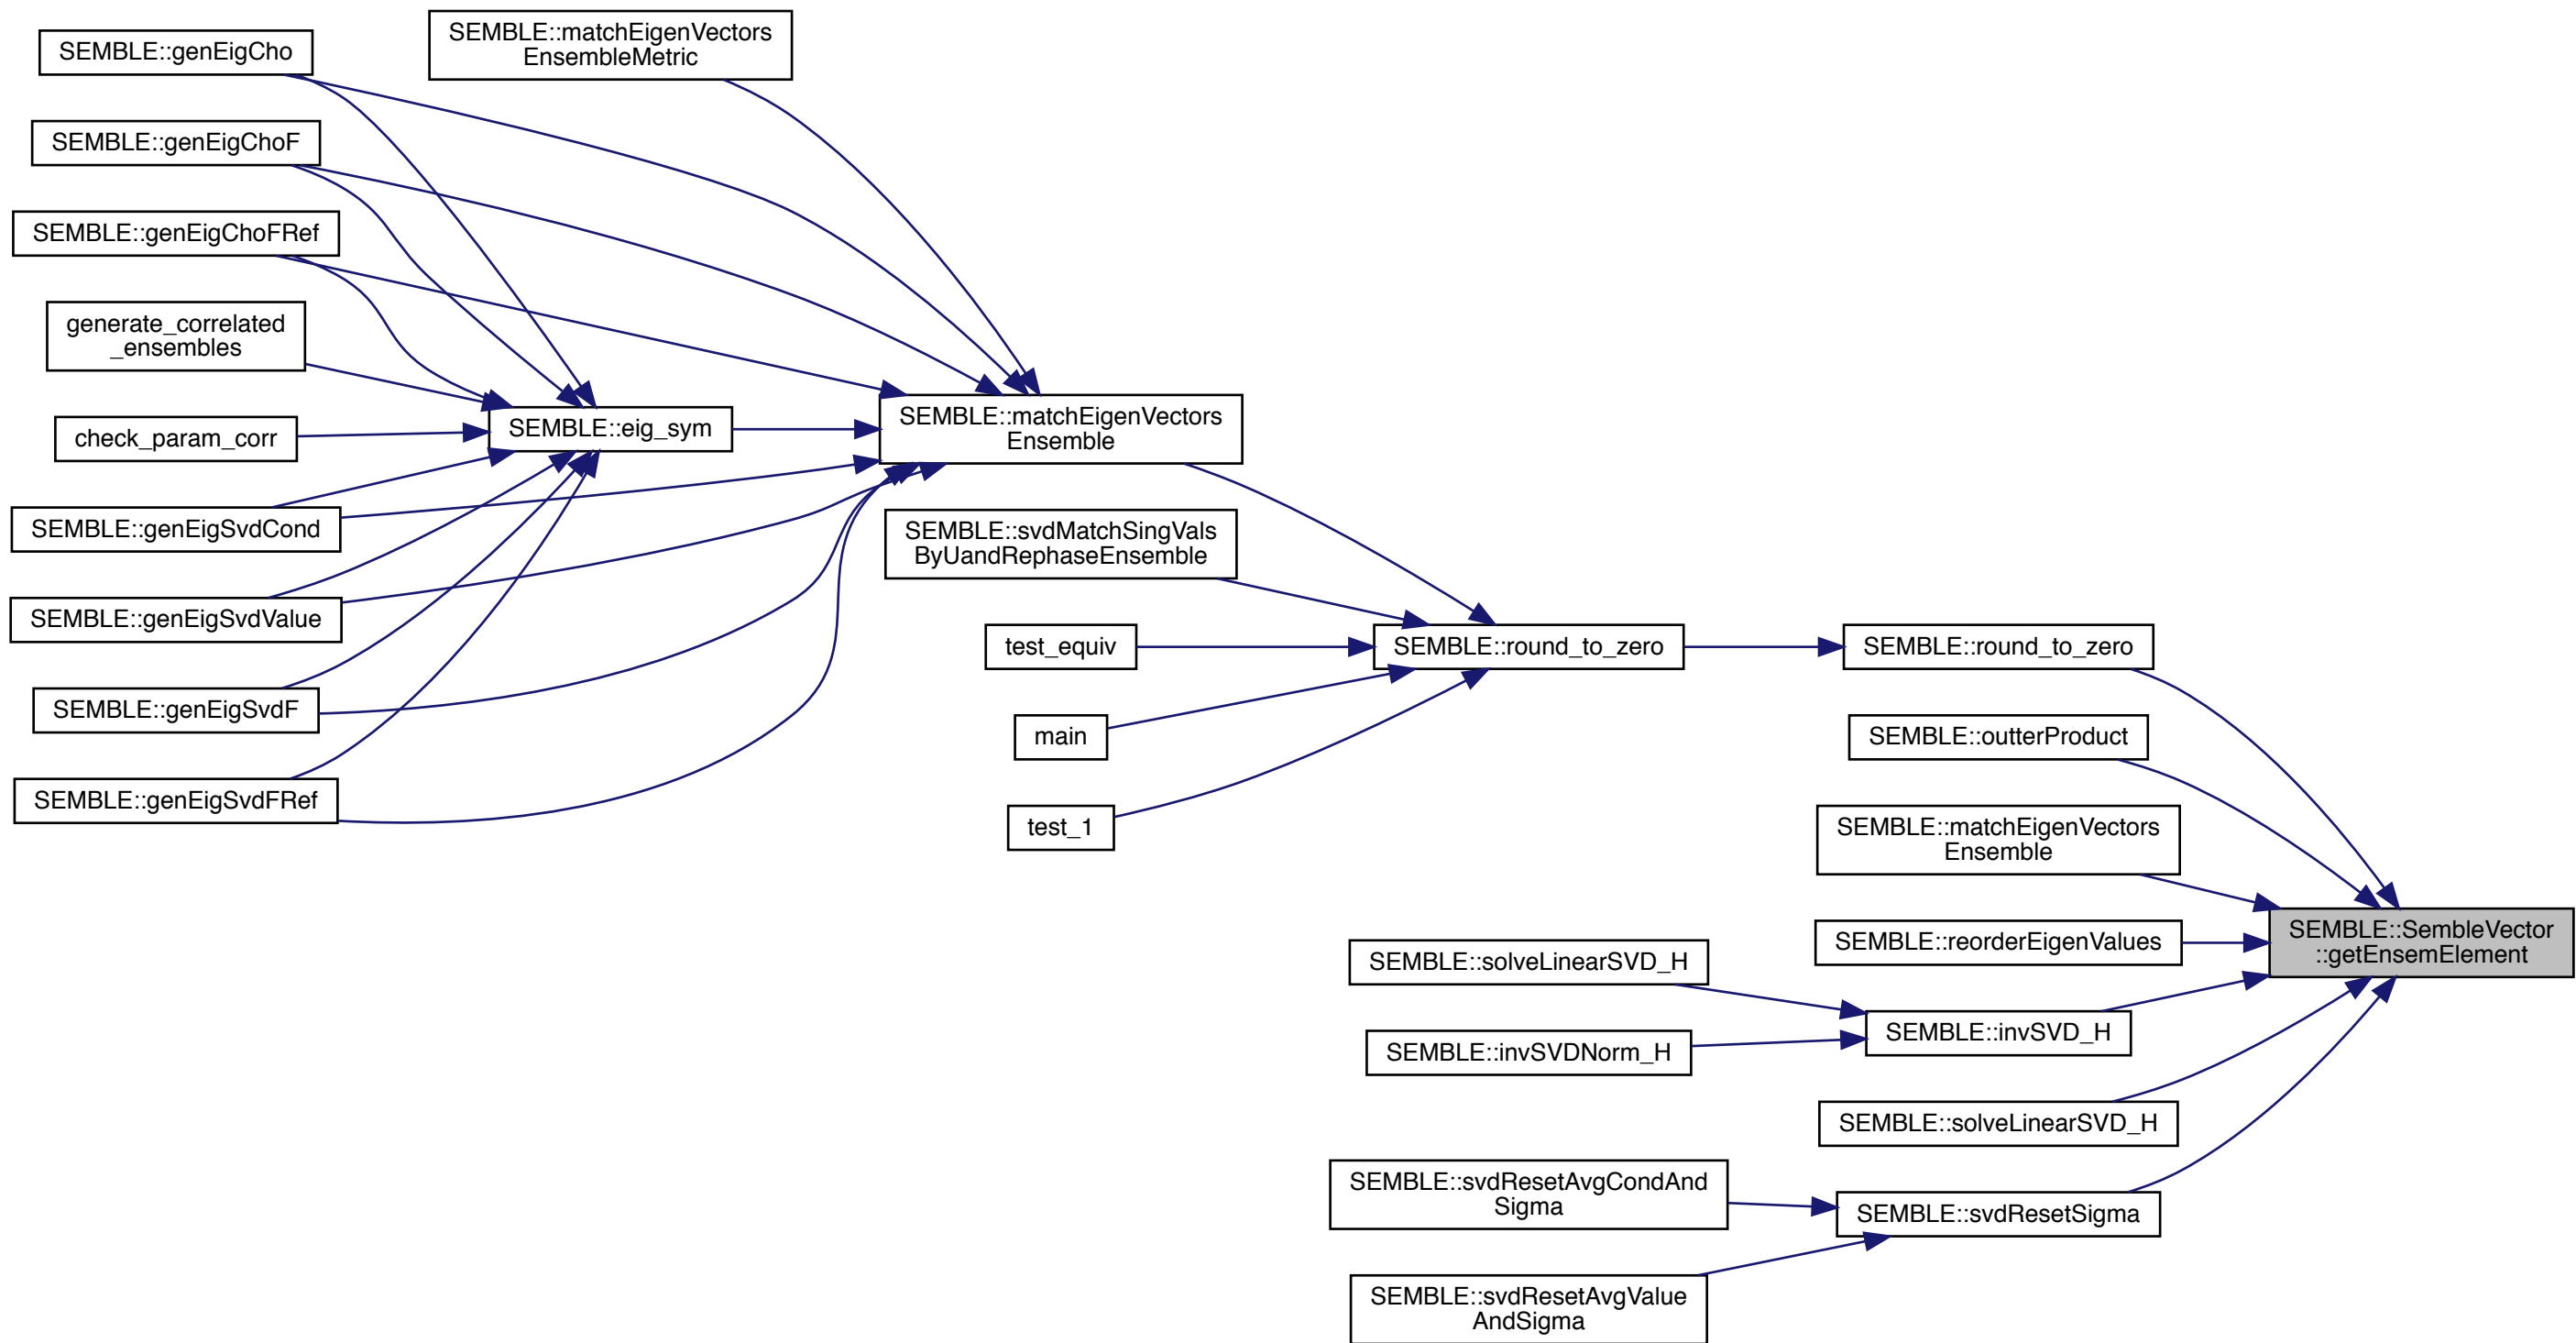 SEMBLE::genEigCho
SEMBLE::genEigChoF
SEMBLE::genEigChoFRef
generate_correlated
_ensembles
check_param_corr
SEMBLE::genEigSvdCond
SEMBLE::genEigSvdValue
SEMBLE::genEigSvdF
SEMBLE::genEigSvdFRef
SEMBLE::matchEigenVectors
EnsembleMetric
SEMBLE::eig_sym
SEMBLE::matchEigenVectors
Ensemble
SEMBLE::svdMatchSingVals
ByUandRephaseEnsemble
test_equiv
main
test_1
SEMBLE::round_to_zero
SEMBLE::solveLinearSVD_H
SEMBLE::invSVDNorm_H
SEMBLE::svdResetAvgCondAnd
Sigma
SEMBLE::svdResetAvgValue
AndSigma
SEMBLE::round_to_zero
SEMBLE::outterProduct
SEMBLE::matchEigenVectors
Ensemble
SEMBLE::reorderEigenValues
SEMBLE::invSVD_H
SEMBLE::solveLinearSVD_H
SEMBLE::svdResetSigma
SEMBLE::SembleVector
::getEnsemElement